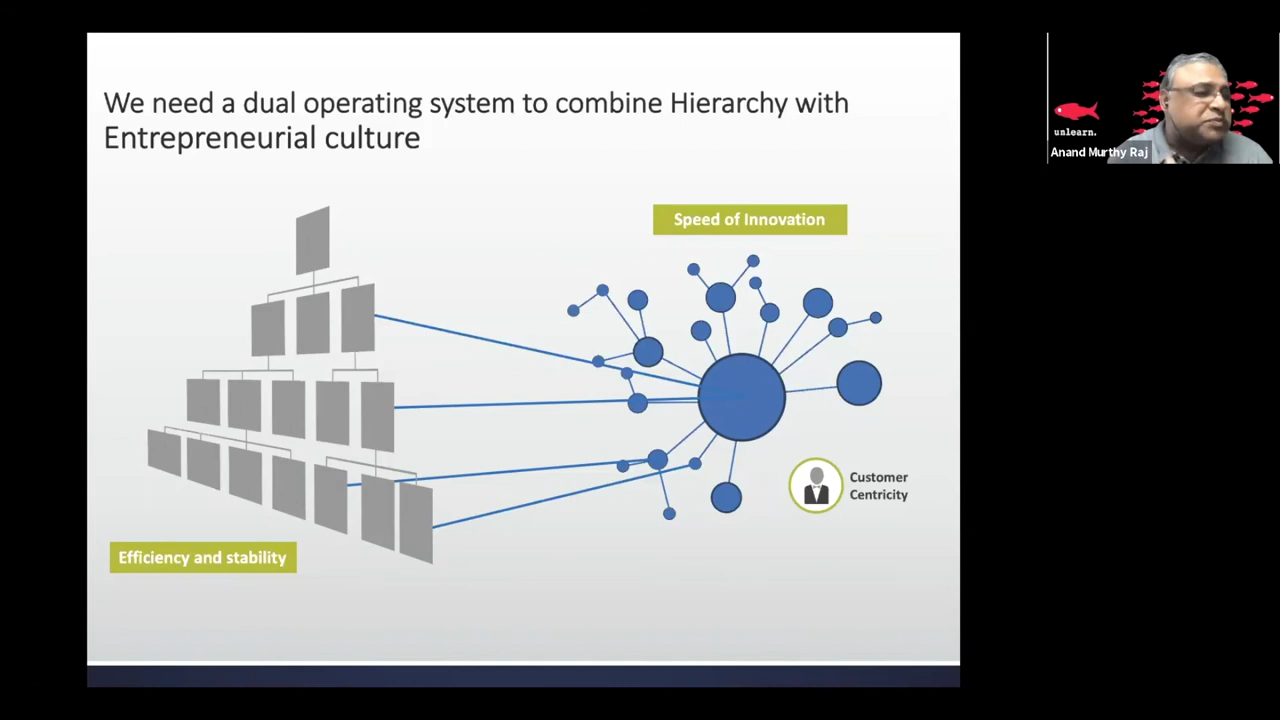 We need a dual operating system to combine Hierarchy with
Entrepreneurial culture
Speed of Innovation
Customer
Centricity
Efficiency and stability
unlearn.
Anand Murthy Raj